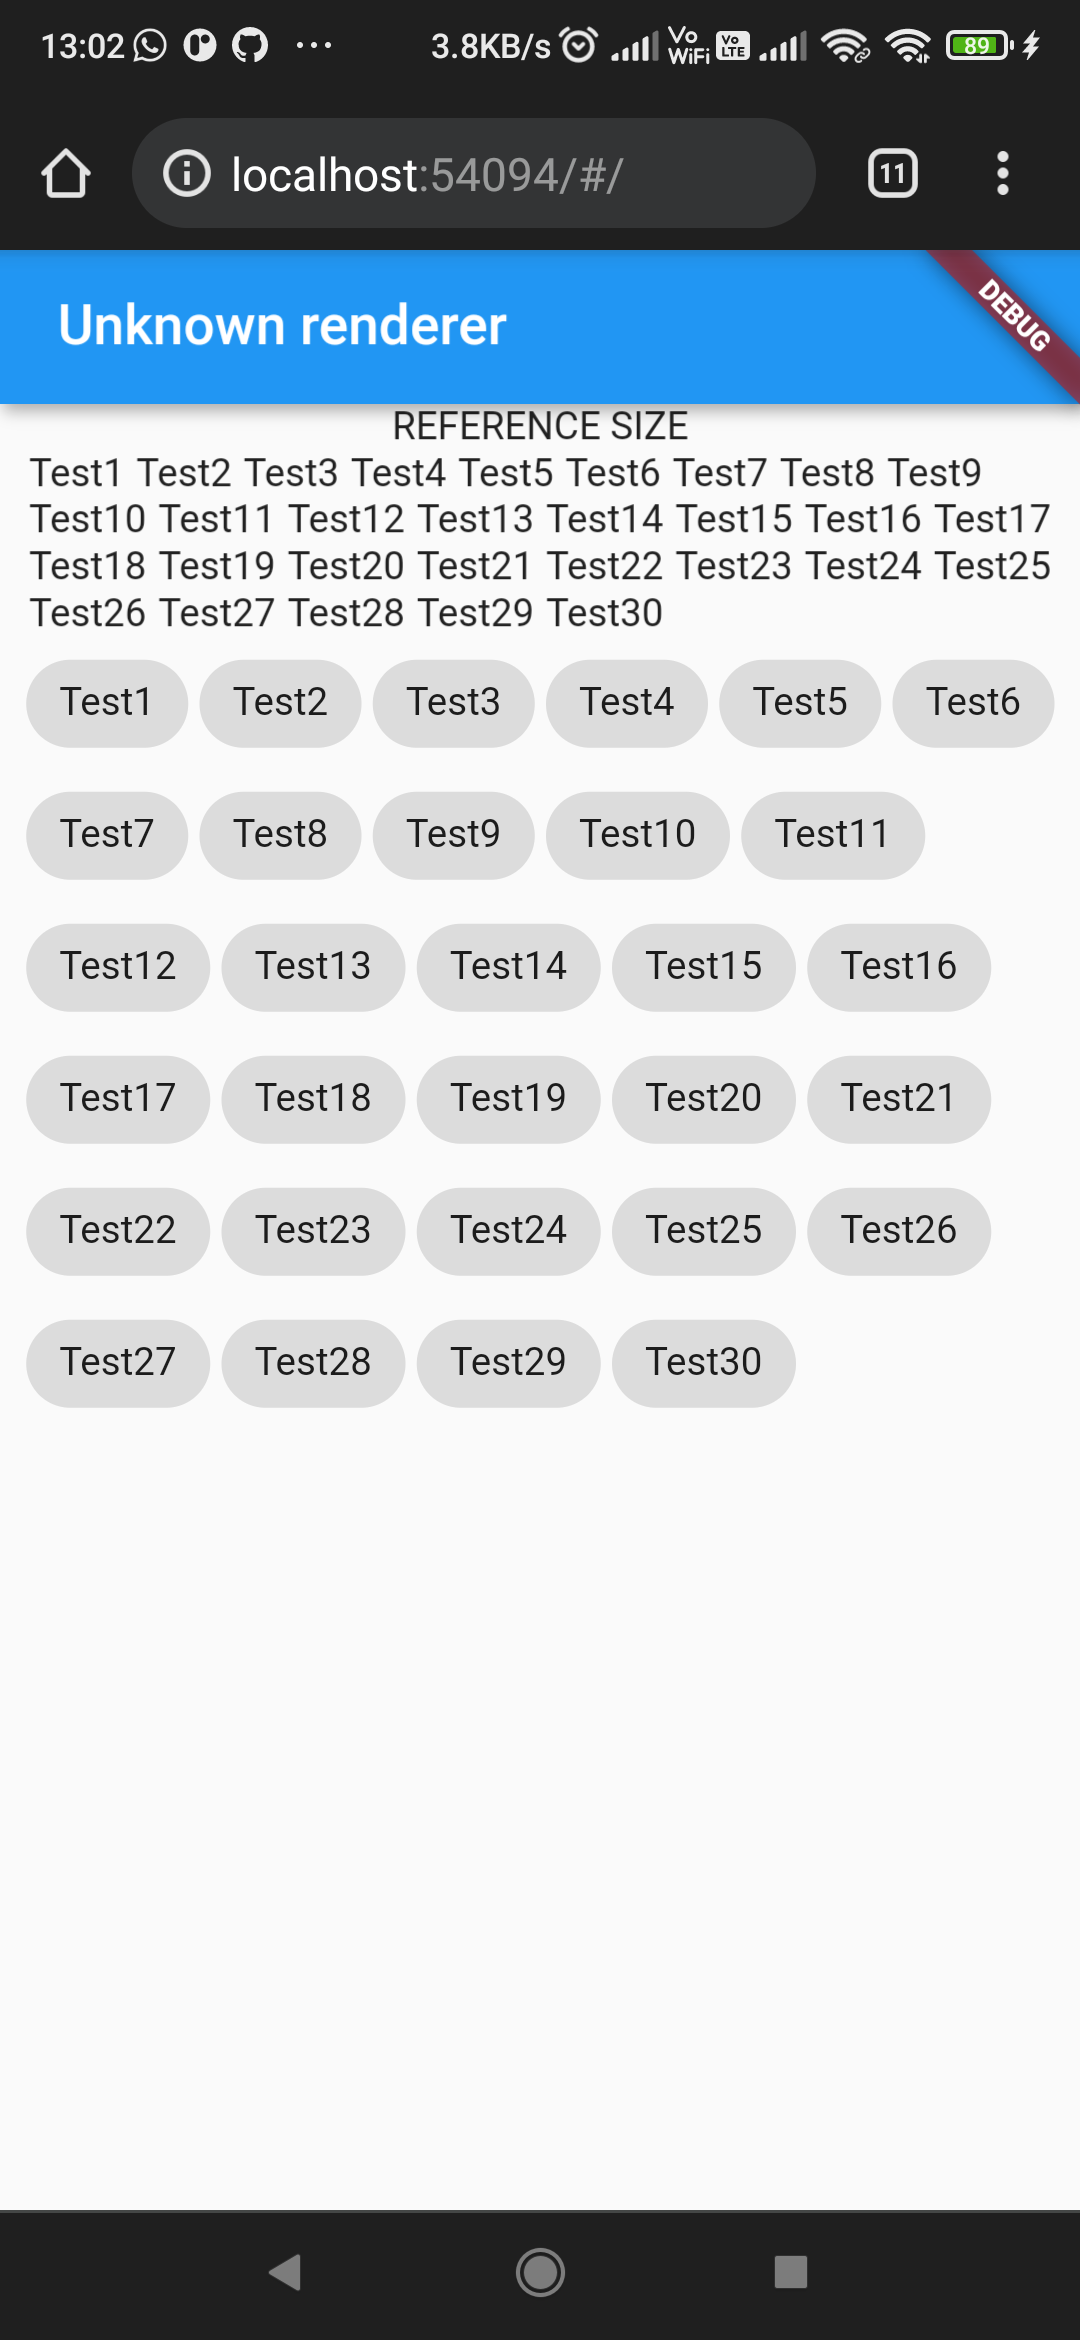 13:02 3.8KB/s Vo WiFi Vo LTE 89
localhost:54094/#/ 11
Unknown renderer DEBUG
REFERENCE SIZE
Test1 Test2 Test3 Test4 Test5 Test6 Test7 Test8 Test9
Test10 Test11 Test12 Test13 Test14 Test15 Test16 Test17
Test18 Test19 Test20 Test21 Test22 Test23 Test24 Test25
Test26 Test27 Test28 Test29 Test30
Test1 Test2 Test3 Test4 Test5 Test6
Test7 Test8 Test9 Test10 Test11
Test12 Test13 Test14 Test15 Test16
Test17 Test18 Test19 Test20 Test21
Test22 Test23 Test24 Test25 Test26
Test27 Test28 Test29 Test30